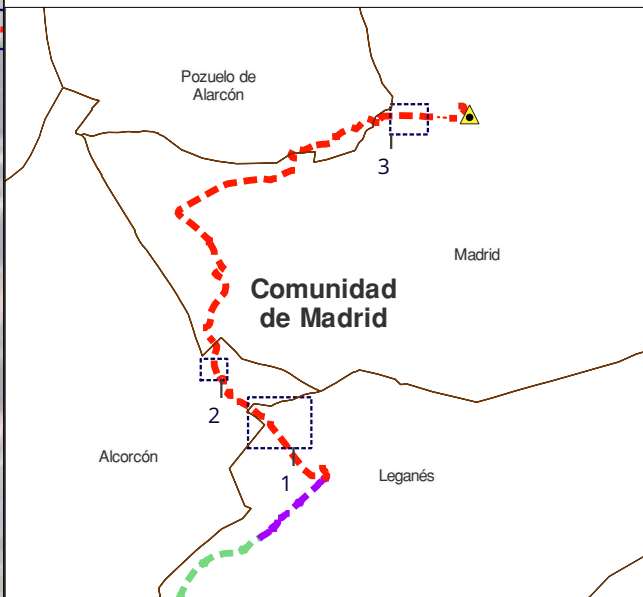 Pozuelo de
Alarcón
3
Madrid
Comunidad
de Madrid
2
Alcorcón
1
Leganés